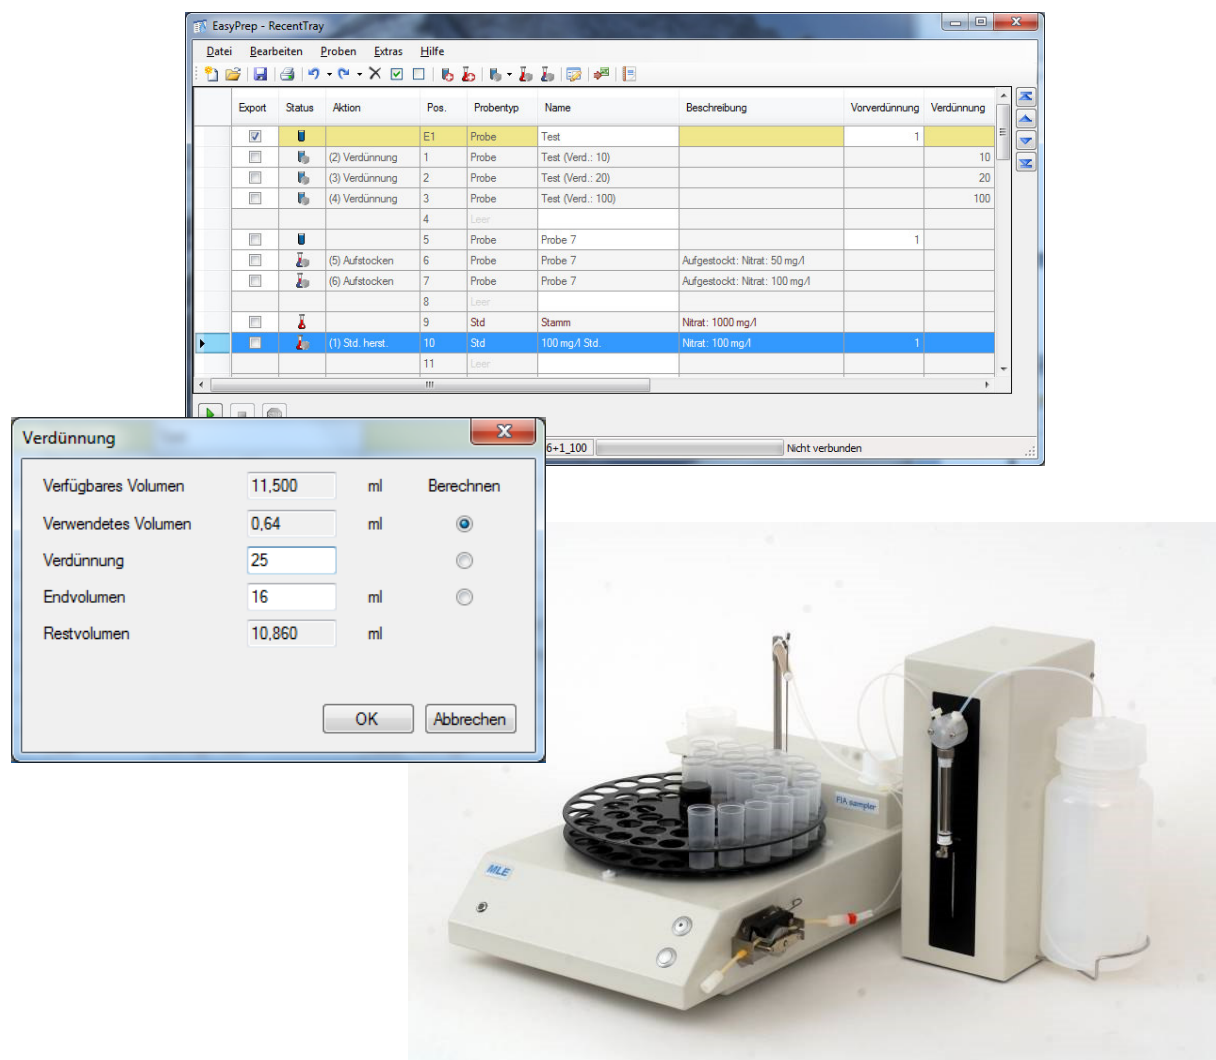 EasyPrep - RecentTray
Datei Bearbeiten Proben Extras Hilfe
Export Status Aktion Pos. Probentyp Name Beschreibung Vorverdünnung Verdünnung
E1 Probe Test 1
(2) Verdünnung 1 Probe Test (Verd.: 10) 10
(3) Verdünnung 2 Probe Test (Verd.: 20) 20
(4) Verdünnung 3 Probe Test (Verd.: 100) 100
4 Leer
5 Probe Probe 7 1
(5) Aufstocken 6 Probe Probe 7 Aufgestockt: Nitrat: 50 mg/l
(6) Aufstocken 7 Probe Probe 7 Aufgestockt: Nitrat: 100 mg/l
8 Leer
9 Std Stamm Nitrat: 1000 mg/l
(1) Std. herst. 10 Std 100 mg/l Std. Nitrat: 100 mg/l 1
11 Leer
6+1_100 Nicht verbunden
Verdünnung
Verfügbares Volumen 11,500 ml Berechnen
Verwendetes Volumen 0,64 ml
Verdünnung 25
Endvolumen 16 ml
Restvolumen 10,860 ml
OK Abbrechen
FIA sampler
MLE